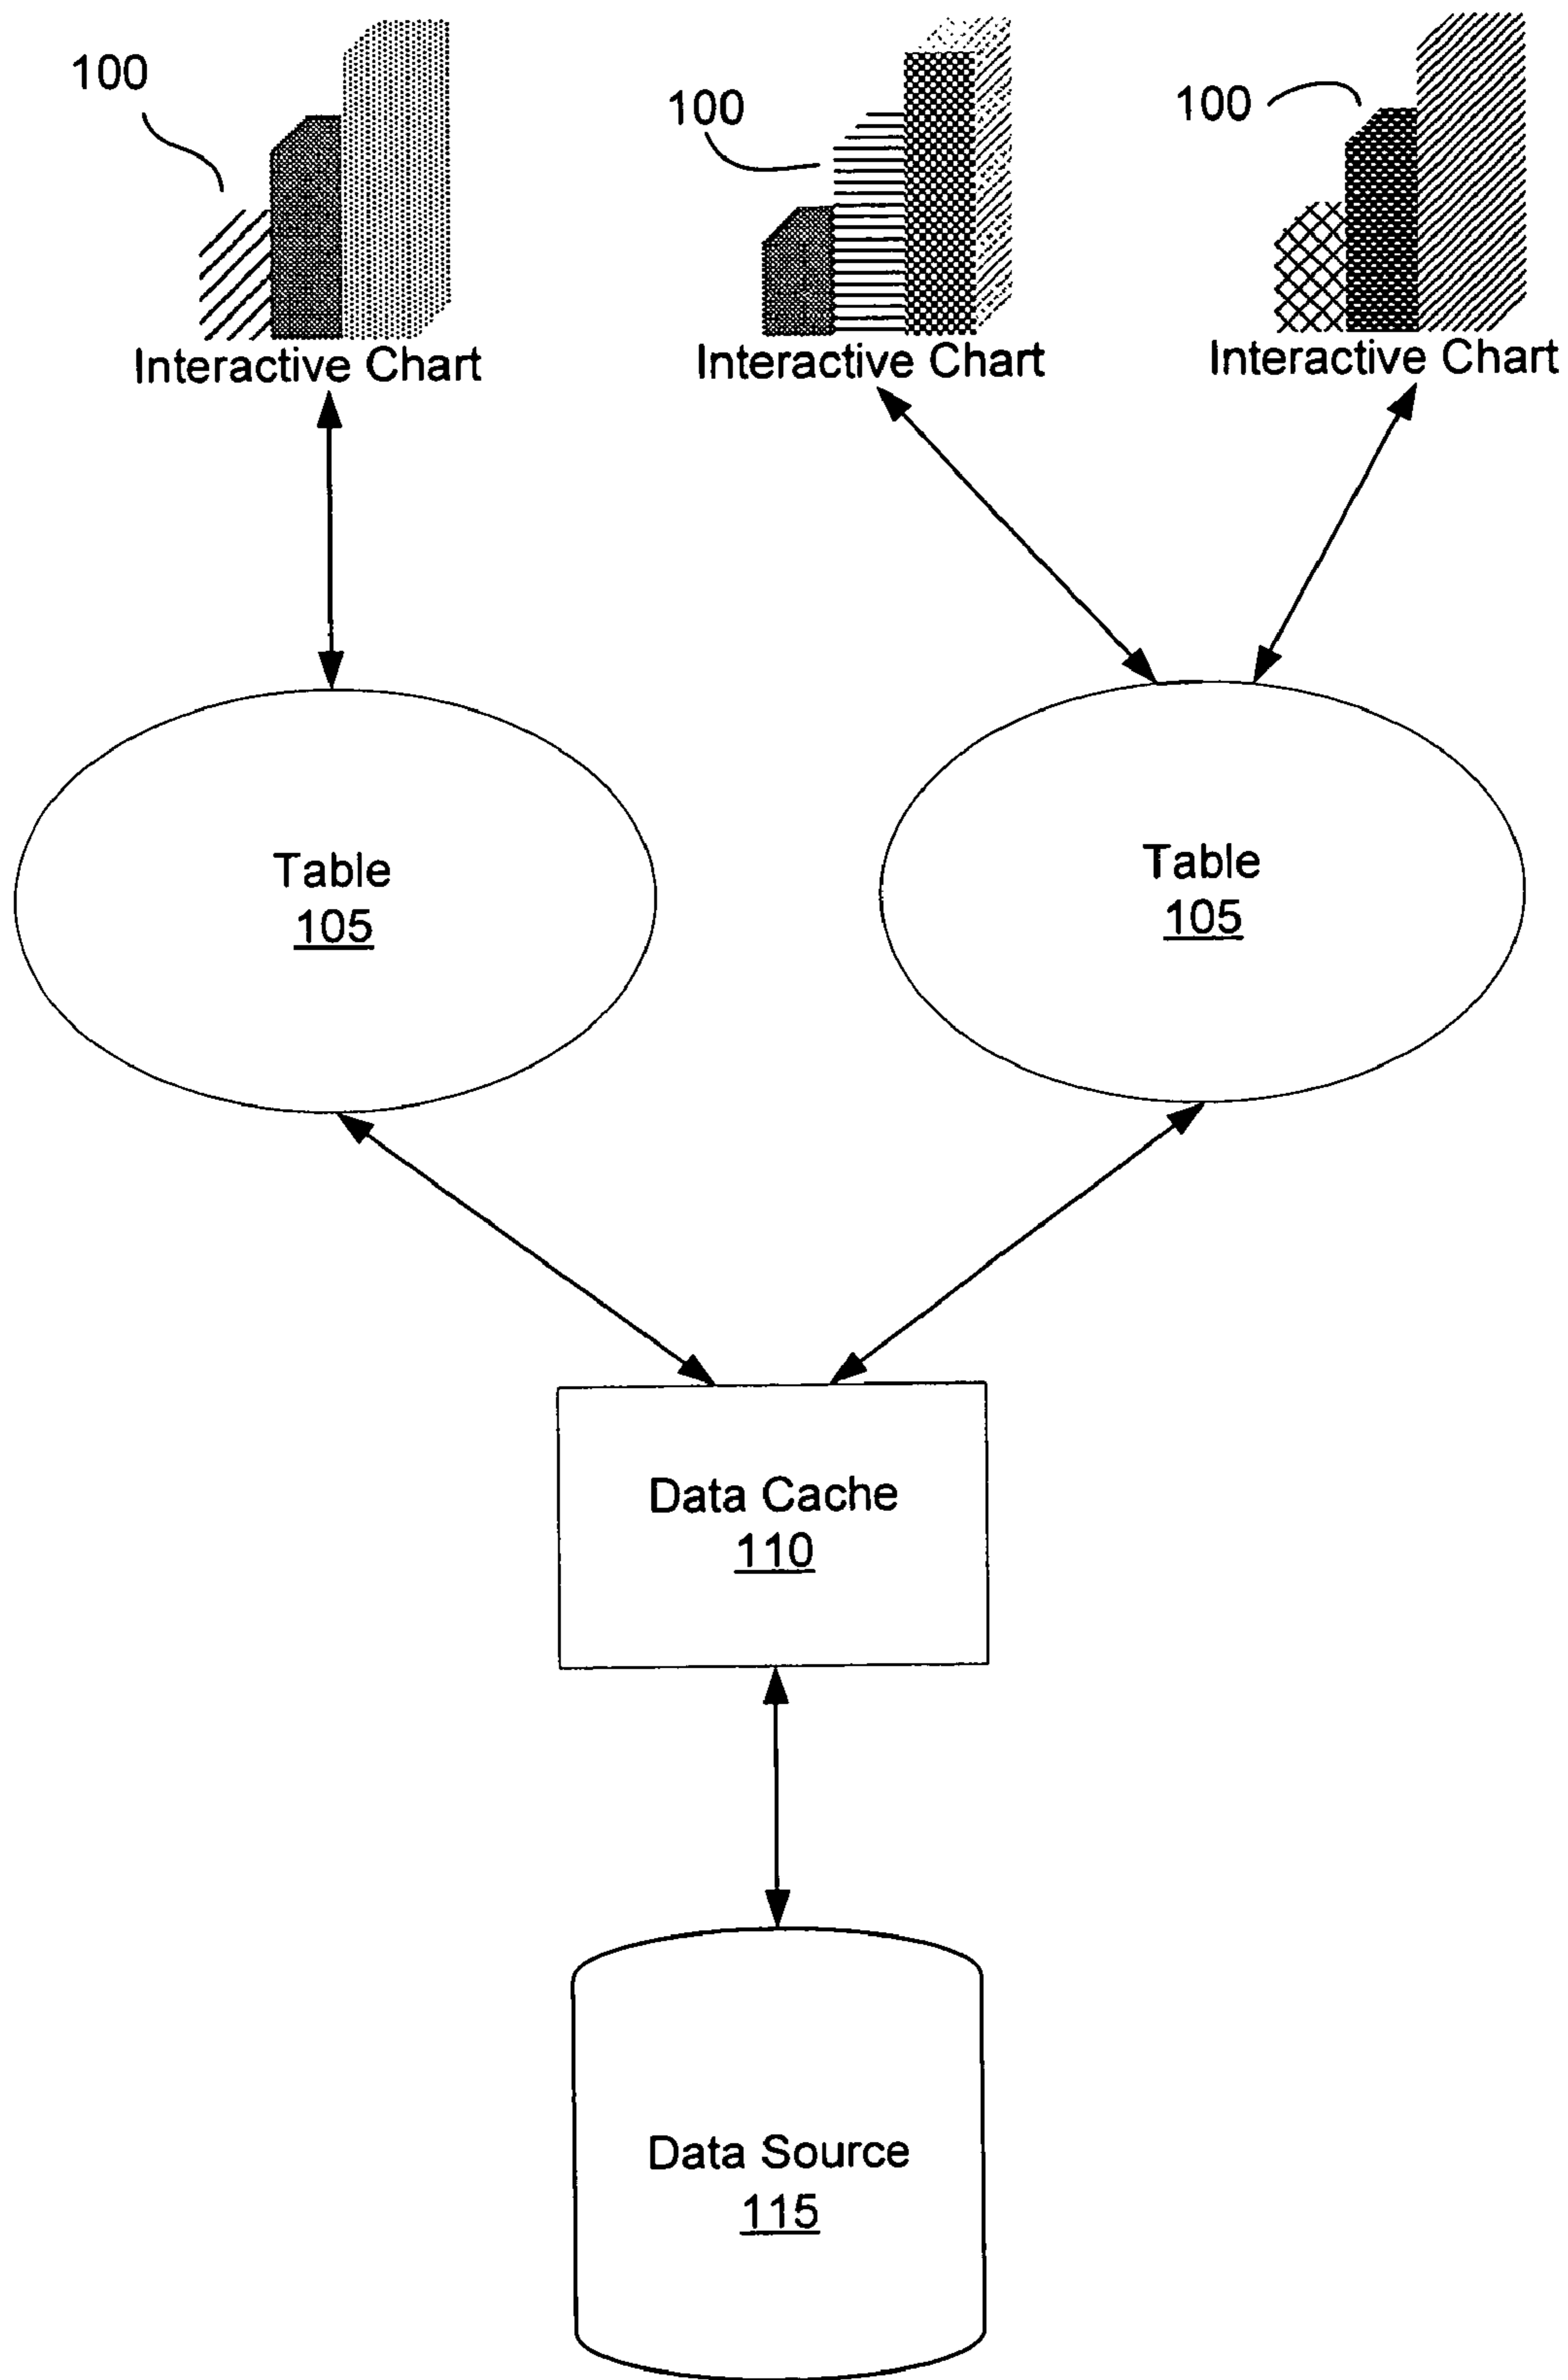 100
100
100
Interactive Chart
Interactive Chart
Interactive Chart
Table
105
Table
105
Data Cache
110
Data Source
115